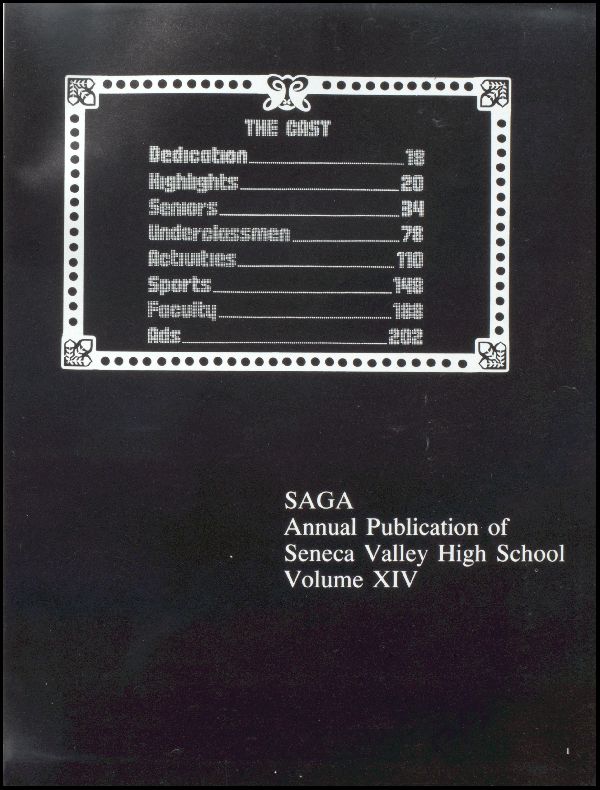 THE CAST
Dedication 18
Highlights 20
Seniors 34
Underclassmen 78
Activities 110
Sports 148
Faculty 188
Ads 202
SAGA
Annual Publication of
Seneca Valley High School
Volume XIV
1